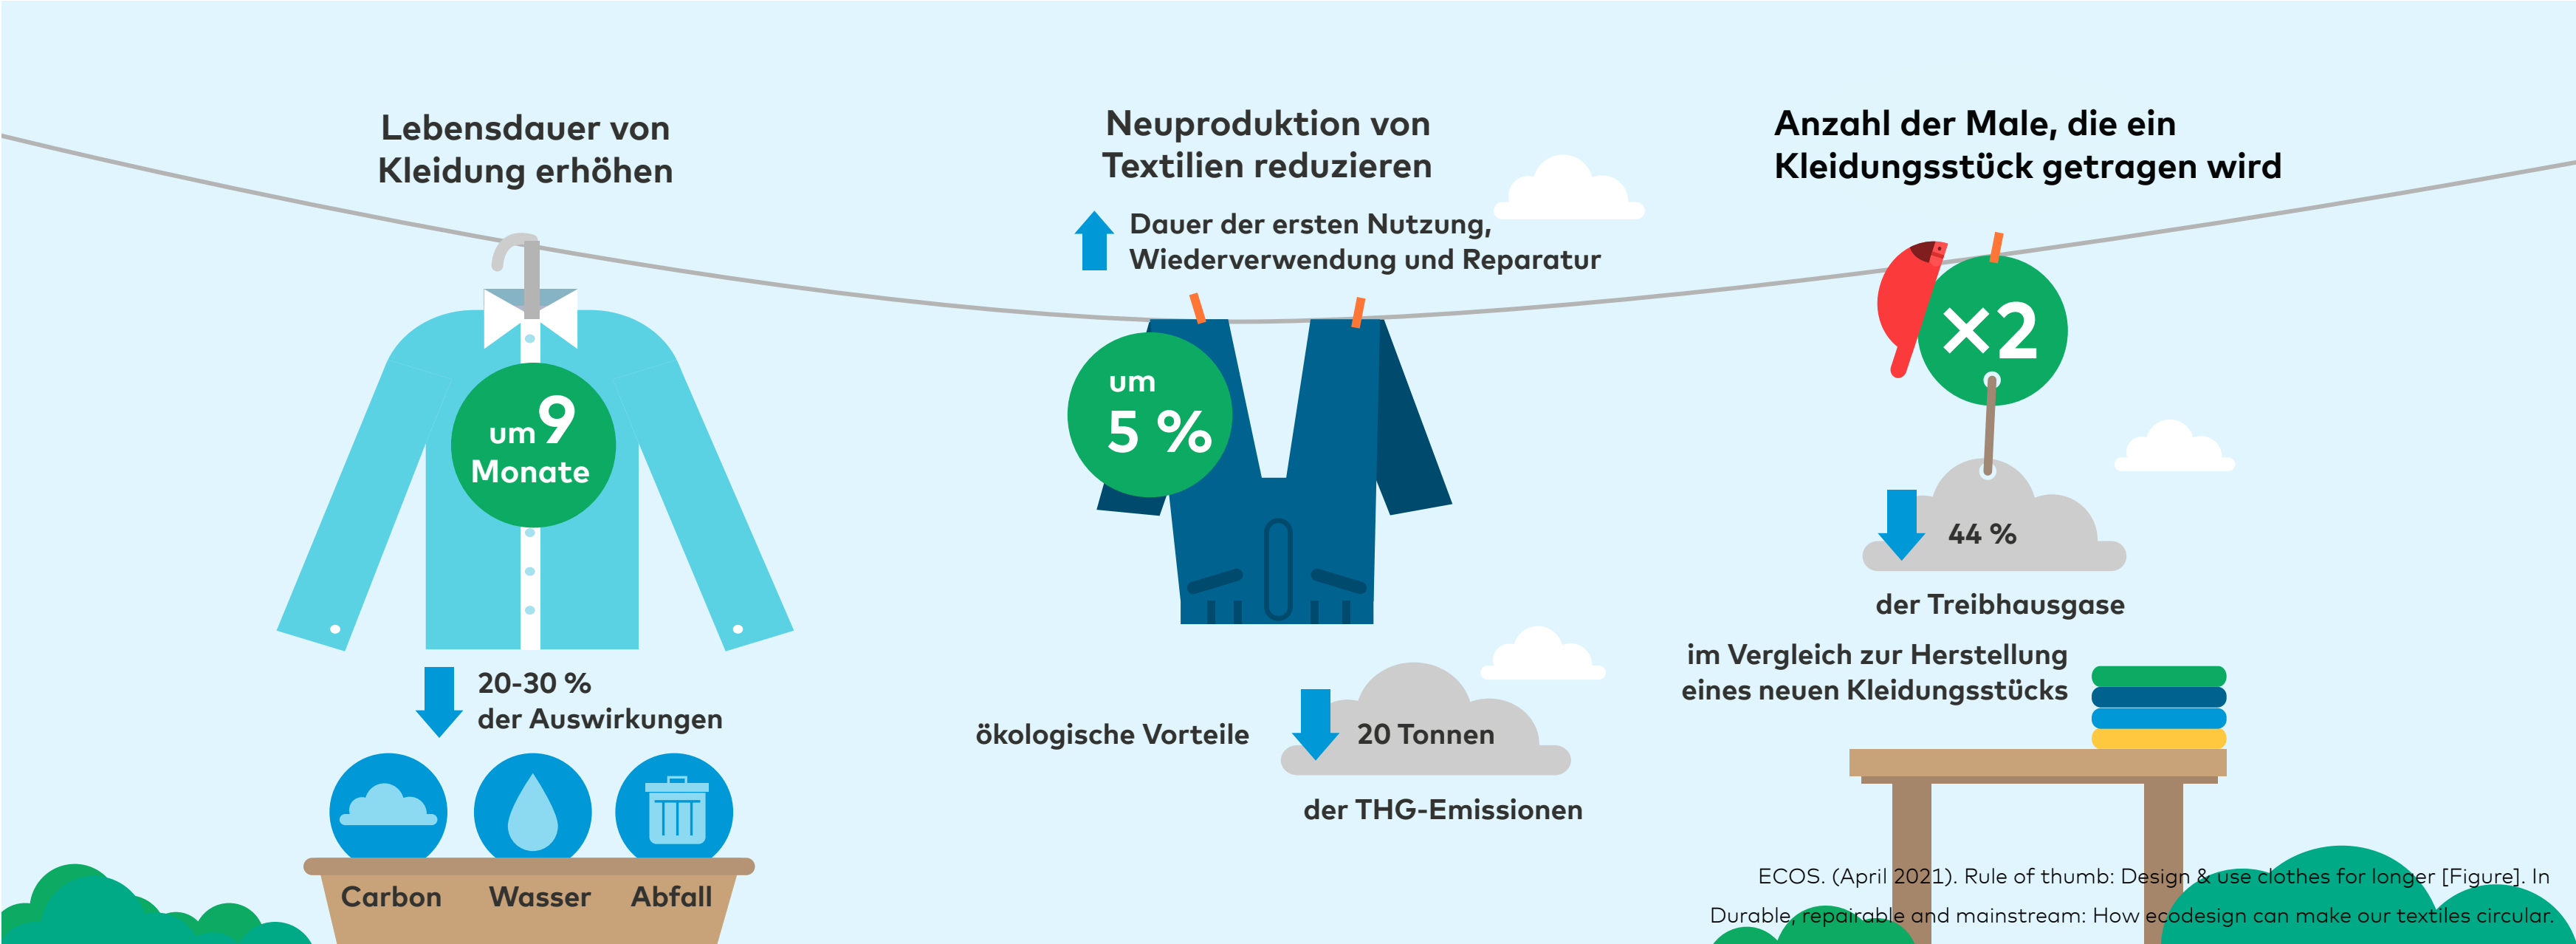 Lebensdauer von
Kleidung erhöhen
um 9
Monate
20-30 %
der Auswirkungen
Carbon
Wasser
Abfall
Neuproduktion von
Textilien reduzieren
Dauer der ersten Nutzung,
Wiederverwendung und Reparatur
um
5 %
ökologische Vorteile
20 Tonnen
der THG-Emissionen
Anzahl der Male, die ein
Kleidungsstück getragen wird
×2
44 %
der Treibhausgase
im Vergleich zur Herstellung
eines neuen Kleidungsstücks
ECOS. (April 2021). Rule of thumb: Design & use clothes for longer [Figure]. In
Durable, repairable and mainstream: How ecodesign can make our textiles circular.